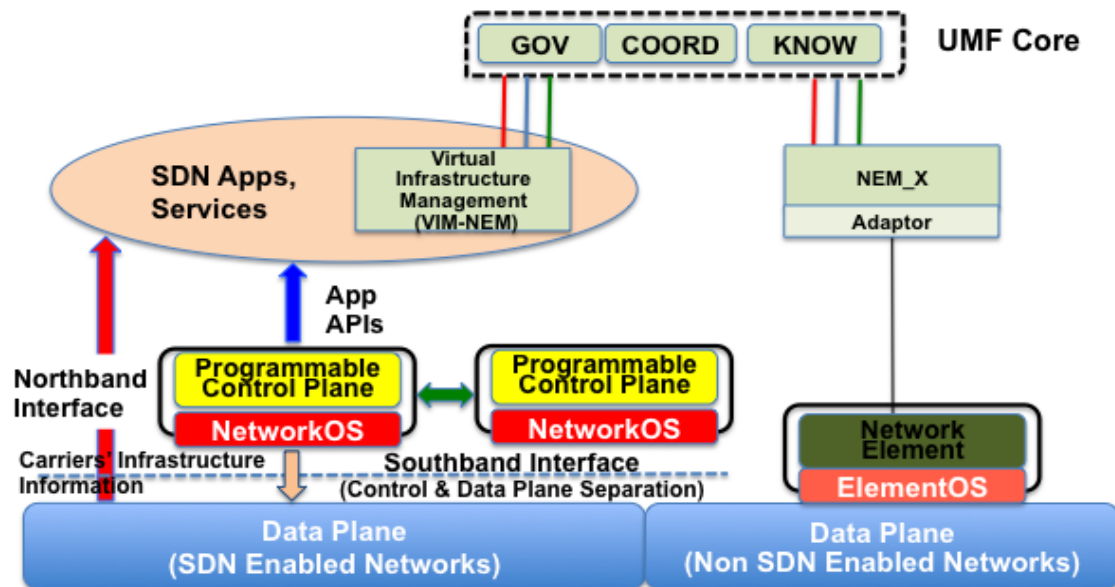 GOV
COORD
KNOW
UMF Core
SDN Apps,
Services
Virtual
Infrastructure
Management
(VIM-NEM)
NEM_X
Adaptor
App
APIs
Northband
Interface
Programmable
Control Plane
NetworkOS
Programmable
Control Plane
NetworkOS
Network
Element
ElementOS
Carriers' Infrastructure
Information
Southband Interface
(Control & Data Plane Separation)
Data Plane
(SDN Enabled Networks)
Data Plane
(Non SDN Enabled Networks)